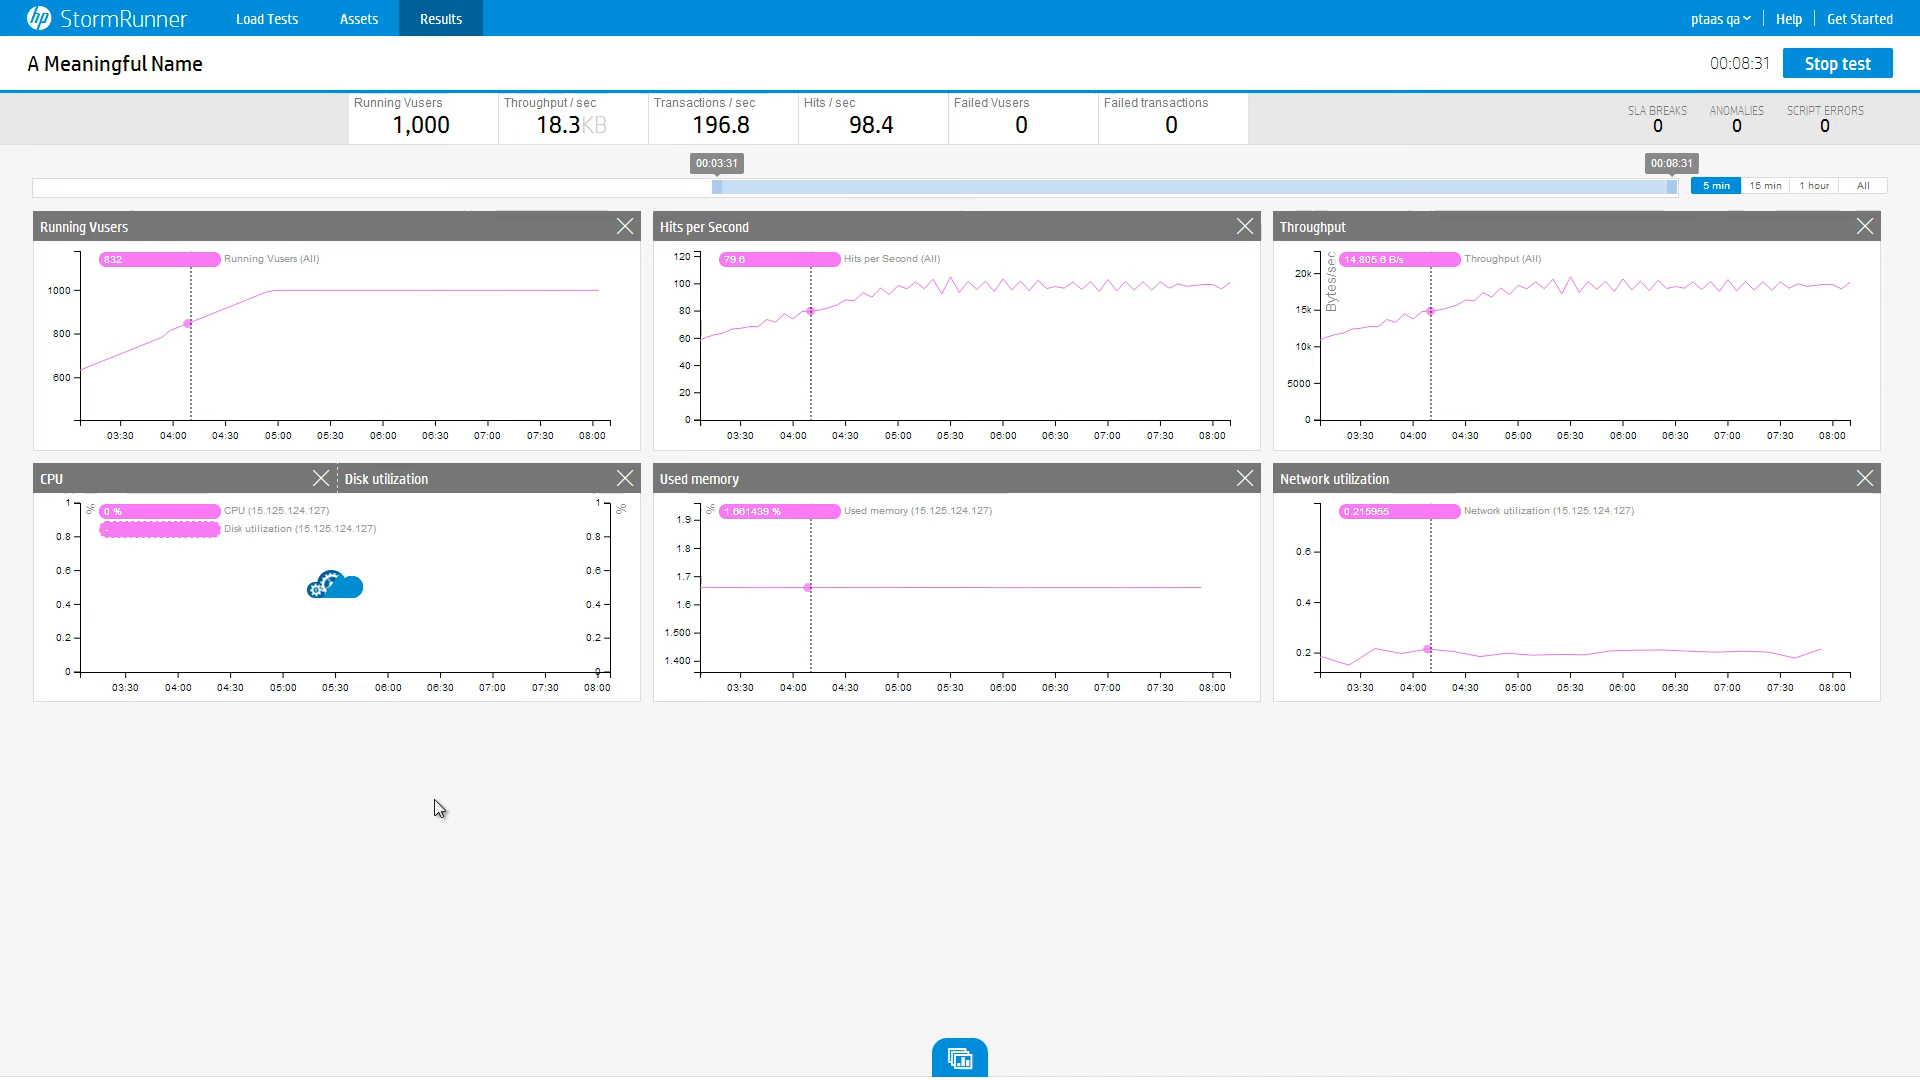 hp StormRunner Load Tests Assets Results ptaas qa Help Get Started
A Meaningful Name 00:08:31 Stop test
Running Vusers Throughput / sec Transactions / sec Hits / sec Failed Vusers Failed transactions SLA BREAKS ANOMALIES SCRIPT ERRORS
1,000 18.3KB 196.8 98.4 0 0 0 0 0
00:03:31 00:08:31
5 min 15 min 1 hour All
Running Vusers
832 Running Vusers (All)
1000
800
600
03:30 04:00 04:30 05:00 05:30 06:00 06:30 07:00 07:30 08:00
Hits per Second
79.6 Hits per Second (All)
120
100
80
60
40
20
0
03:30 04:00 04:30 05:00 05:30 06:00 06:30 07:00 07:30 08:00
Throughput
14,805.6 B/s Throughput (All)
Bytes/sec
20k
15k
10k
5000
0
03:30 04:00 04:30 05:00 05:30 06:00 06:30 07:00 07:30 08:00
CPU Disk utilization
% 0 % CPU (15.125.124.127) %
- Disk utilization (15.125.124.127)
1 1
0.8 0.8
0.6 0.6
0.4 0.4
0.2 0.2
0 0
03:30 04:00 04:30 05:00 05:30 06:00 06:30 07:00 07:30 08:00
Used memory
% 1.661439 % Used memory (15.125.124.127)
1.9
1.8
1.7
1.6
1.500
1.400
03:30 04:00 04:30 05:00 05:30 06:00 06:30 07:00 07:30 08:00
Network utilization
0.215955 Network utilization (15.125.124.127)
0.6
0.4
0.2
03:30 04:00 04:30 05:00 05:30 06:00 06:30 07:00 07:30 08:00